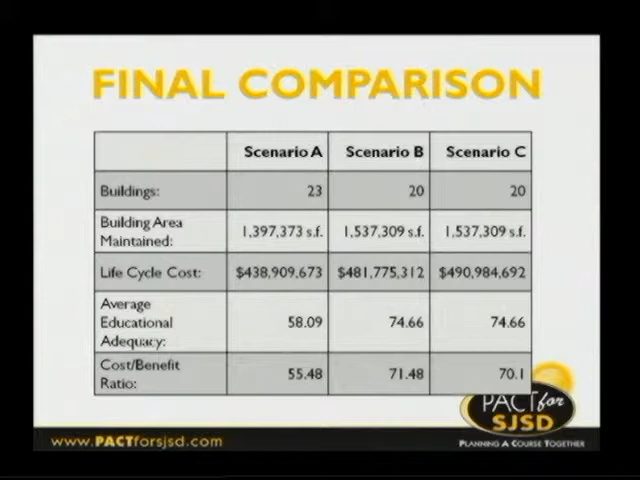 FINAL COMPARISON
Scenario A Scenario B Scenario C
Buildings: 23 20 20
Building Area
Maintained: 1,397,373 s.f. 1,537,309 s.f. 1,537,309 s.f.
Life Cycle Cost: $438,909,673 $481,775,312 $490,984,692
Average
Educational
Adequacy: 58.09 74.66 74.66
Cost/Benefit
Ratio: 55.48 71.48 70.1
PACT for
SJSD
www.PACTforsjsd.com
PLANNING A COURSE TOGETHER